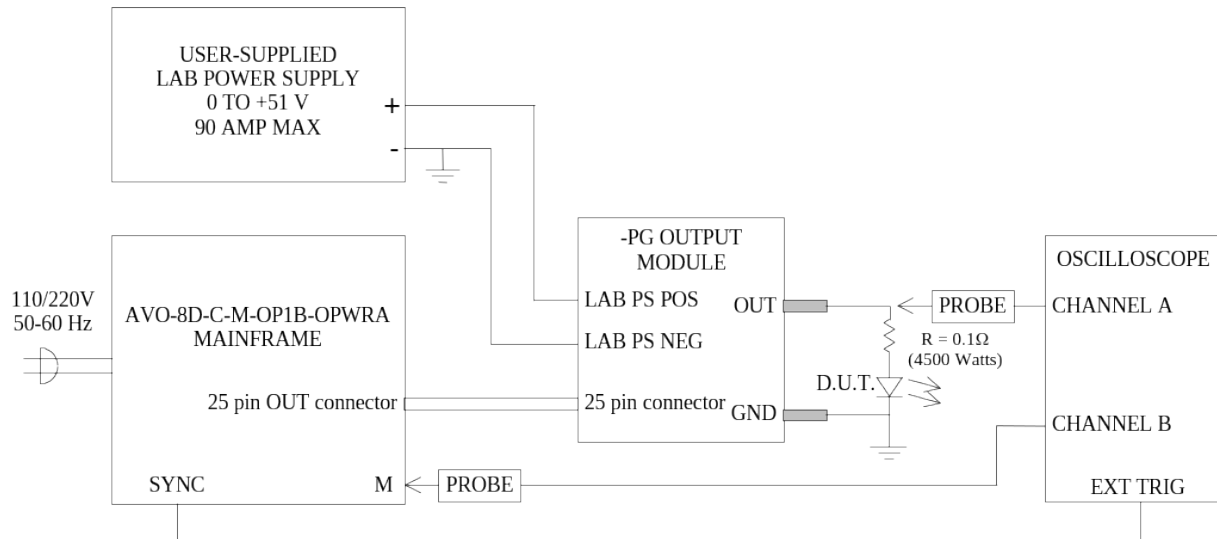 USER-SUPPLIED
LAB POWER SUPPLY
0 TO +51 V
90 AMP MAX
+
-
110/220V
50-60 Hz
AVO-8D-C-M-OP1B-OPWRA
MAINFRAME
25 pin OUT connector
SYNC
M
PROBE
-PG OUTPUT
MODULE
LAB PS POS
LAB PS NEG
25 pin connector
OUT
GND
PROBE
R = 0.1Ω
(4500 Watts)
D.U.T.
OSCILLOSCOPE
CHANNEL A
CHANNEL B
EXT TRIG